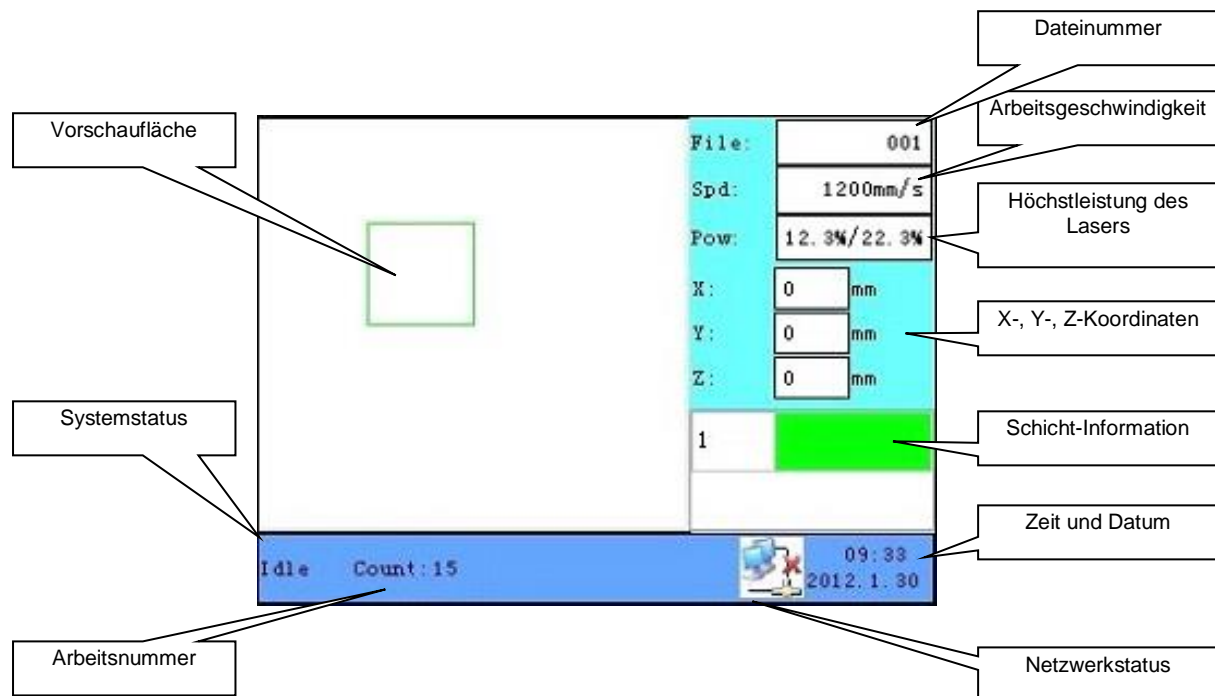 Dateinummer
Arbeitsgeschwindigkeit
Vorschaufläche
File: 001
Spd: 1200mm/s
Höchstleistung des
Lasers
Pow: 12.3%/22.3%
X: 0 mm
X-, Y-, Z-Koordinaten
Y: 0 mm
Z: 0 mm
Systemstatus
Schicht-Information
1
Zeit und Datum
Idle Count:15 09:33
2012.1.30
Arbeitsnummer
Netzwerkstatus